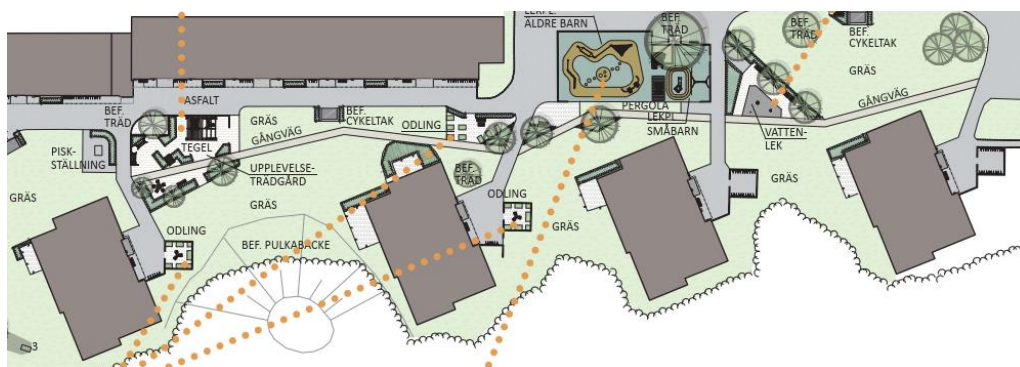 LEKPL.
ÄLDRE BARN
BEF.
TRÄD
BEF.
TRÄD
BEF.
CYKELTAK
GRÄS
GÅNGVÄG
ASFALT
BEF.
TRÄD
GRÄS
BEF.
CYKELTAK
ODLING
PERGOLA
LEKPL.
SMÅBARN
VATTEN-
LEK
GÅNGVÄG
TEGEL
PISK-
STÄLLNING
UPPLEVELSE-
TRÄDGÅRD
BEF.
TRÄD
GRÄS
GRÄS
GRÄS
ODLING
GRÄS
ODLING
BEF. PULKABACKE
3